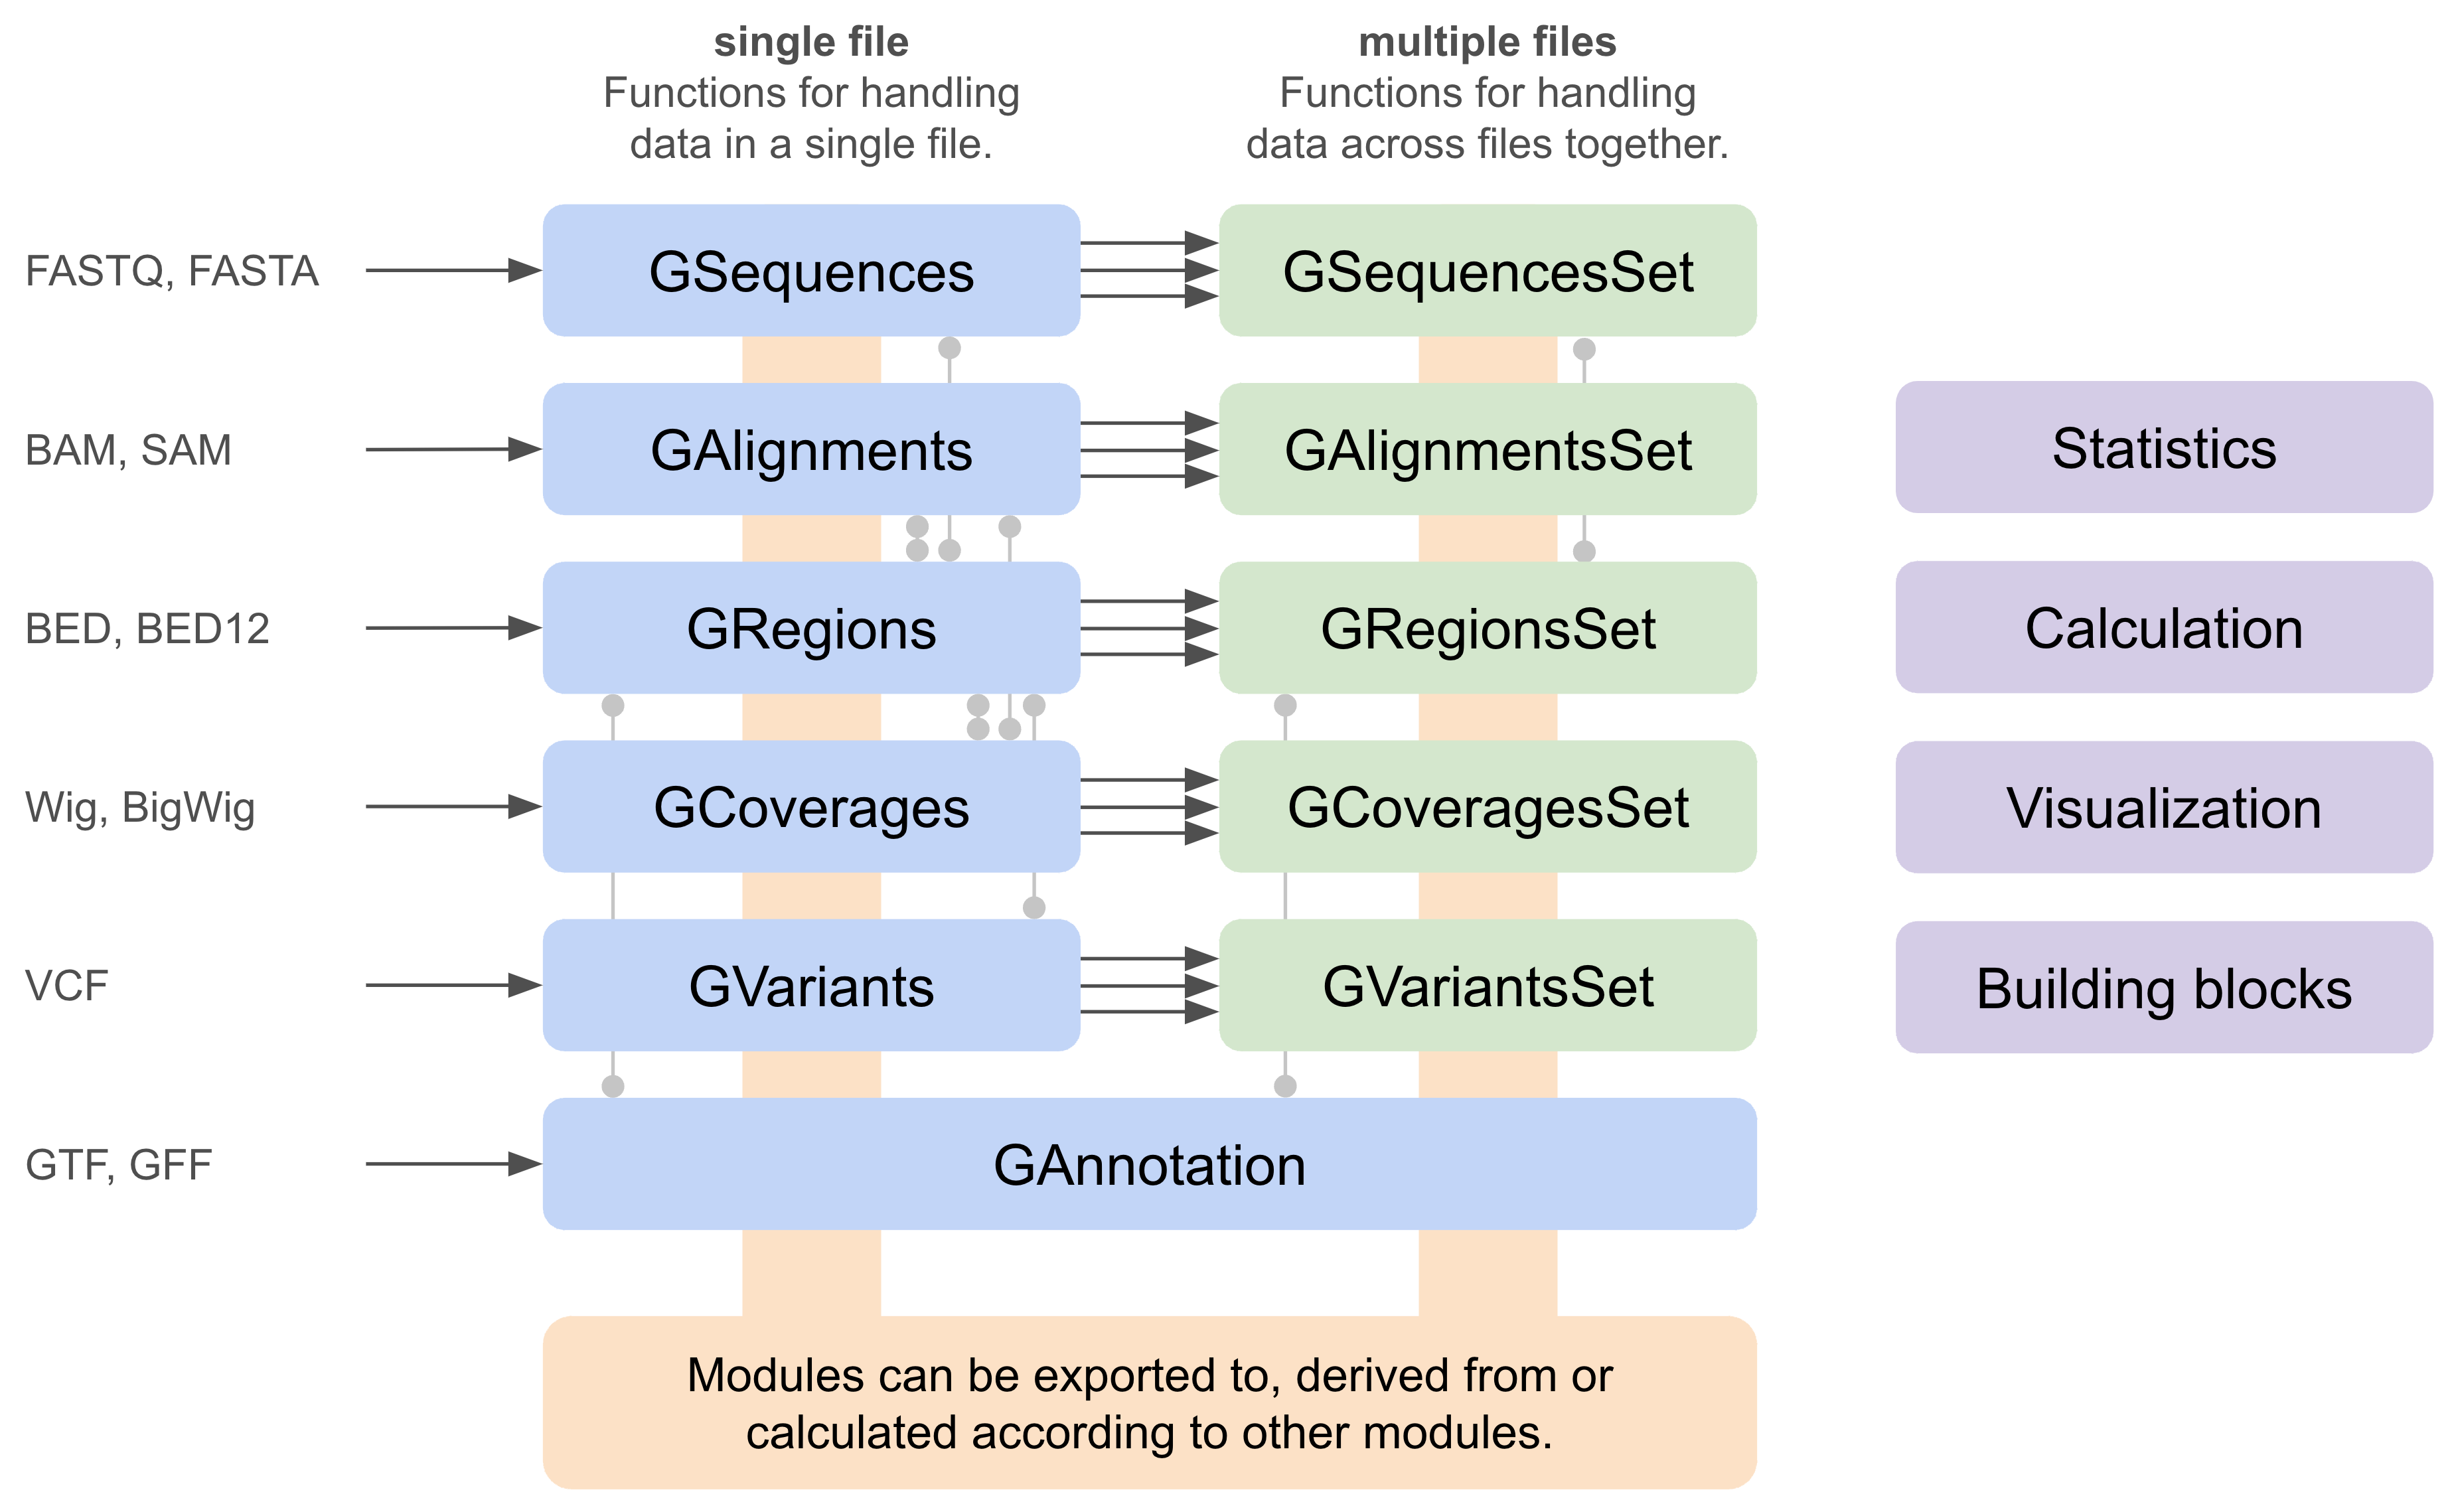 single file
Functions for handling
data in a single file.
multiple files
Functions for handling
data across files together.
FASTQ, FASTA
GSequences
GSequencesSet
BAM, SAM
GAlignments
GAlignmentsSet
Statistics
BED, BED12
GRegions
GRegionsSet
Calculation
Wig, BigWig
GCoverages
GCoveragesSet
Visualization
VCF
GVariants
GVariantsSet
Building blocks
GTF, GFF
GAnnotation
Modules can be exported to, derived from or
calculated according to other modules.